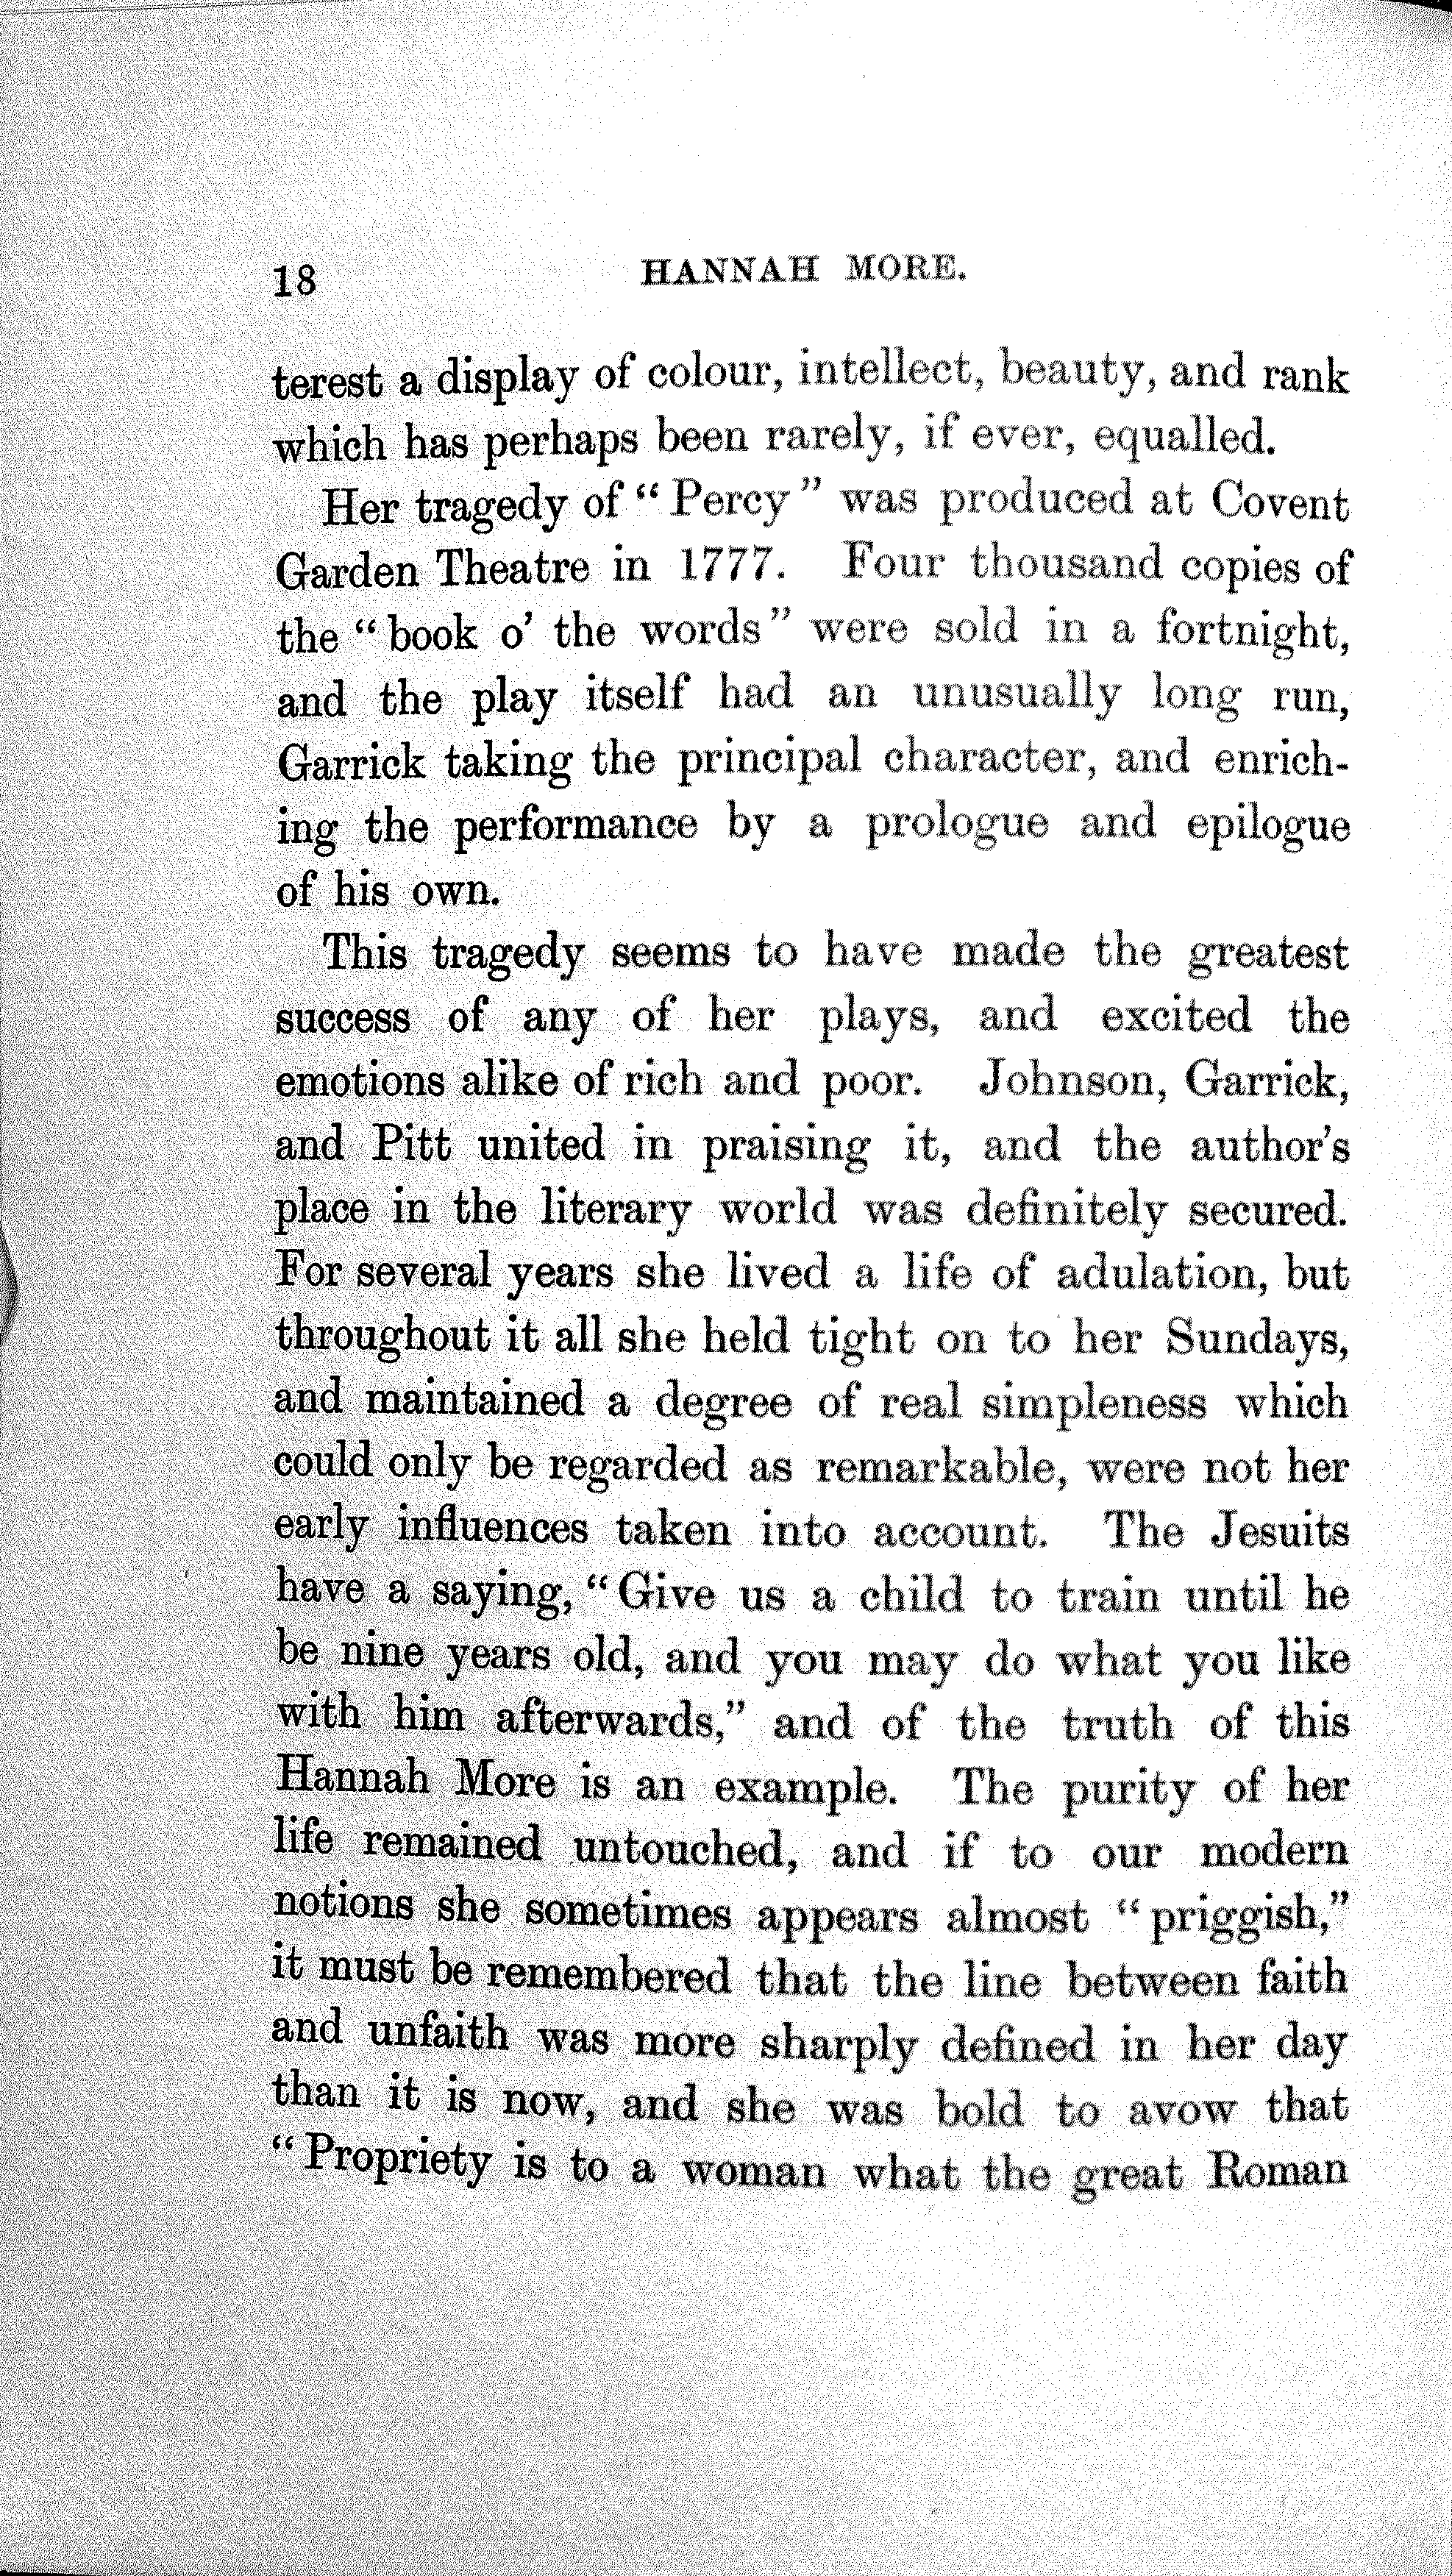 18 HANNAH MORE.
terest a display of colour, intellect, beauty, and rank
which has perhaps been rarely, if ever, equalled.
Her tragedy of “Percy” was produced at Covent
Garden Theatre in 1777. Four thousand copies of
the “book o’ the words” were sold in a fortnight,
and the play itself had an unusually long run,
Garrick taking the principal character, and enrich-
ing the performance by a prologue and epilogue
of his own.
This tragedy seems to have made the greatest
success of any of her plays, and excited the
emotions alike of rich and poor. Johnson, Garrick,
and Pitt united in praising it, and the author’s
place in the literary world was definitely secured.
For several years she lived a life of adulation, but
throughout it all she held tight on to her Sundays,
and maintained a degree of real simpleness which
could only be regarded as remarkable, were not her
early influences taken into account. The Jesuits
have a saying, “Give us a child to train until he
be nine years old, and you may do what you like
with him afterwards,” and of the truth of this
Hannah More is an example. The purity of her
life remained untouched, and if to our modern
notions she sometimes appears almost “priggish,”
it must be remembered that the line between faith
and unfaith was more sharply defined in her day
than it is now, and she was bold to avow that
“Propriety is to a woman what the great Roman